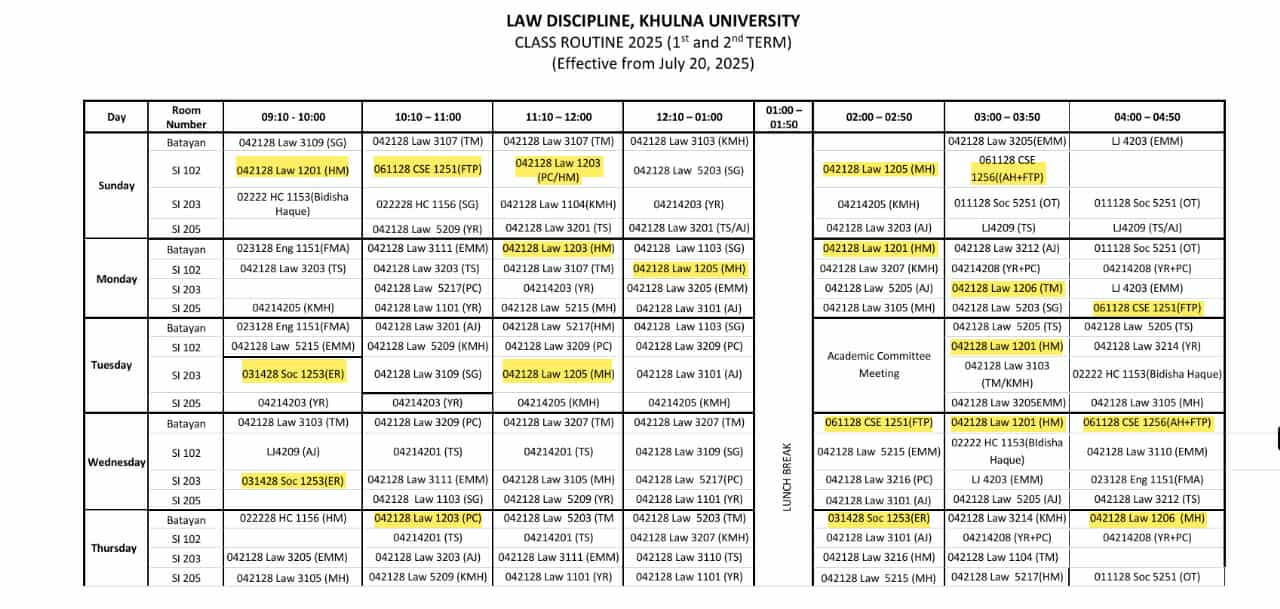 LAW DISCIPLINE, KHULNA UNIVERSITY
CLASS ROUTINE 2025 (1st and 2nd TERM)
(Effective from July 20, 2025)
Day Room Number 09:10 - 10:00 10:10 – 11:00 11:10 – 12:00 12:10 – 01:00 01:00 – 01:50 02:00 – 02:50 03:00 – 03:50 04:00 – 04:50
Sunday
Batayan 042128 Law 3109 (SG) 042128 Law 3107 (TM) 042128 Law 3107 (TM) 042128 Law 3103 (KMH) 042128 Law 3205(EMM) LJ 4203 (EMM)
SI 102 042128 Law 1201 (HM) 061128 CSE 1251(FTP) 042128 Law 1203 (PC/HM) 042128 Law 5203 (SG) 042128 Law 1205 (MH) 061128 CSE 1256((AH+FTP)
SI 203 02222 HC 1153(Bidisha Haque) 022228 HC 1156 (SG) 042128 Law 1104(KMH) 04214203 (YR) 04214205 (KMH) 011128 Soc 5251 (OT) 011128 Soc 5251 (OT)
SI 205 042128 Law 5209 (YR) 042128 Law 3201 (TS) 042128 Law 3201 (TS/AJ) 042128 Law 3203 (AJ) LJ4209 (TS) LJ4209 (TS/AJ)
Monday
Batayan 023128 Eng 1151(FMA) 042128 Law 3111 (EMM) 042128 Law 1203 (HM) 042128 Law 1103 (SG) 042128 Law 1201 (HM) 042128 Law 3212 (AJ) 011128 Soc 5251 (OT)
SI 102 042128 Law 3203 (TS) 042128 Law 3203 (TS) 042128 Law 3107 (TM) 042128 Law 1205 (MH) 042128 Law 3207 (KMH) 04214208 (YR+PC) 04214208 (YR+PC)
SI 203 042128 Law 5217(PC) 04214203 (YR) 042128 Law 3205 (EMM) 042128 Law 5205 (AJ) 042128 Law 1206 (TM) LJ 4203 (EMM)
SI 205 04214205 (KMH) 042128 Law 1101 (YR) 042128 Law 5215 (MH) 042128 Law 3101 (AJ) 042128 Law 3105 (MH) 042128 Law 5203 (SG) 061128 CSE 1251(FTP)
Tuesday
Batayan 023128 Eng 1151(FMA) 042128 Law 3201 (AJ) 042128 Law 5217(HM) 042128 Law 1103 (SG) Academic Committee Meeting 042128 Law 5205 (TS) 042128 Law 5205 (TS)
SI 102 042128 Law 5215 (EMM) 042128 Law 5209 (KMH) 042128 Law 3209 (PC) 042128 Law 3209 (PC) 042128 Law 1201 (HM) 042128 Law 3214 (YR)
SI 203 031428 Soc 1253(ER) 042128 Law 3109 (SG) 042128 Law 1205 (MH) 042128 Law 3101 (AJ) 042128 Law 3103 (TM/KMH) 02222 HC 1153(Bidisha Haque)
SI 205 04214203 (YR) 04214203 (YR) 04214205 (KMH) 04214205 (KMH) 042128 Law 3205EMM) 042128 Law 3105 (MH)
Wednesday
LUNCH BREAK
Batayan 042128 Law 3103 (TM) 042128 Law 3209 (PC) 042128 Law 3207 (TM) 042128 Law 3207 (TM) 061128 CSE 1251(FTP) 042128 Law 1201 (HM) 061128 CSE 1256(AH+FTP)
SI 102 LJ4209 (AJ) 04214201 (TS) 04214201 (TS) 042128 Law 3109 (SG) 042128 Law 5215 (EMM) 02222 HC 1153(BIdisha Haque) 042128 Law 3110 (EMM)
SI 203 031428 Soc 1253(ER) 042128 Law 3111 (EMM) 042128 Law 3105 (MH) 042128 Law 5217(PC) 042128 Law 3216 (PC) LJ 4203 (EMM) 023128 Eng 1151(FMA)
SI 205 042128 Law 1103 (SG) 042128 Law 5209 (YR) 042128 Law 1101 (YR) 042128 Law 3101 (AJ) 042128 Law 5205 (AJ) 042128 Law 3212 (TS)
Thursday
Batayan 022228 HC 1156 (HM) 042128 Law 1203 (PC) 042128 Law 5203 (TM 042128 Law 5203 (TM) 031428 Soc 1253(ER) 042128 Law 3214 (KMH) 042128 Law 1206 (MH)
SI 102 04214201 (TS) 04214201 (TS) 042128 Law 3207 (KMH) 042128 Law 3101 (AJ) 04214208 (YR+PC) 04214208 (YR+PC)
SI 203 042128 Law 3205 (EMM) 042128 Law 3203 (AJ) 042128 Law 3111 (EMM) 042128 Law 3110 (TS) 042128 Law 3216 (HM) 042128 Law 1104 (TM)
SI 205 042128 Law 3105 (MH) 042128 Law 5209 (KMH) 042128 Law 1101 (YR) 042128 Law 1101 (YR) 042128 Law 5215 (MH) 042128 Law 5217(HM) 011128 Soc 5251 (OT)